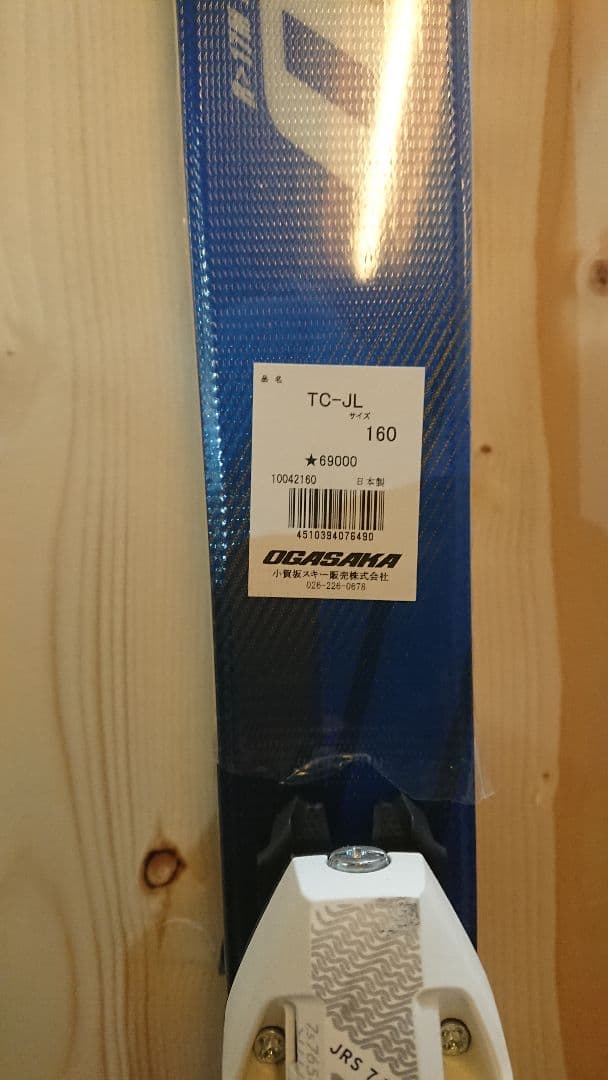 品名
TC-JL
サイズ
160
★69000
10042160 日本製
4510394076490
OGASAKA
小賀坂スキー販売株式会社
026-226-0678
JRS 7